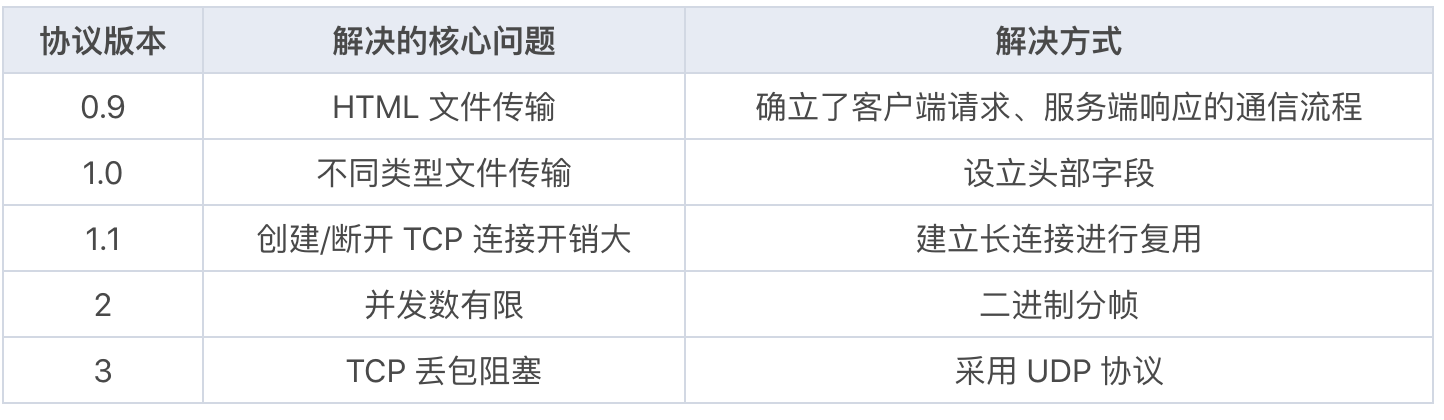 协议版本 解决的核心问题 解决方式
0.9 HTML 文件传输 确立了客户端请求、服务端响应的通信流程
1.0 不同类型文件传输 设立头部字段
1.1 创建/断开 TCP 连接开销大 建立长连接进行复用
2 并发数有限 二进制分帧
3 TCP 丢包阻塞 采用 UDP 协议